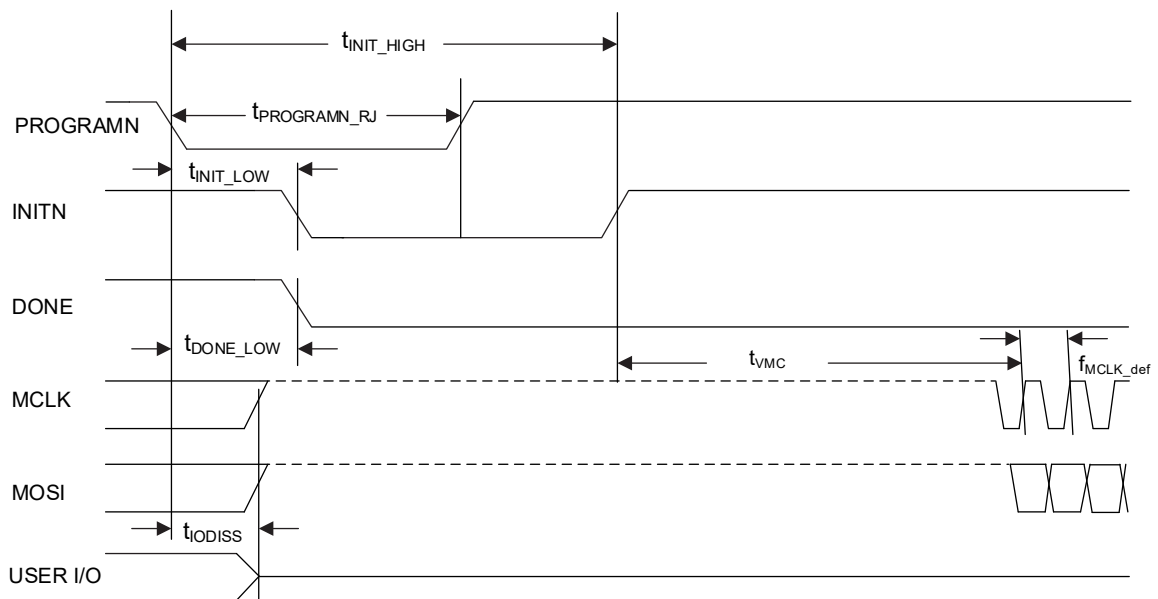 tINIT_HIGH
PROGRAMN
tPROGRAMN_RJ
tINIT_LOW
INITN
DONE
tDONE_LOW
tVMC
fMCLK_def
MCLK
MOSI
tIODISS
USER I/O